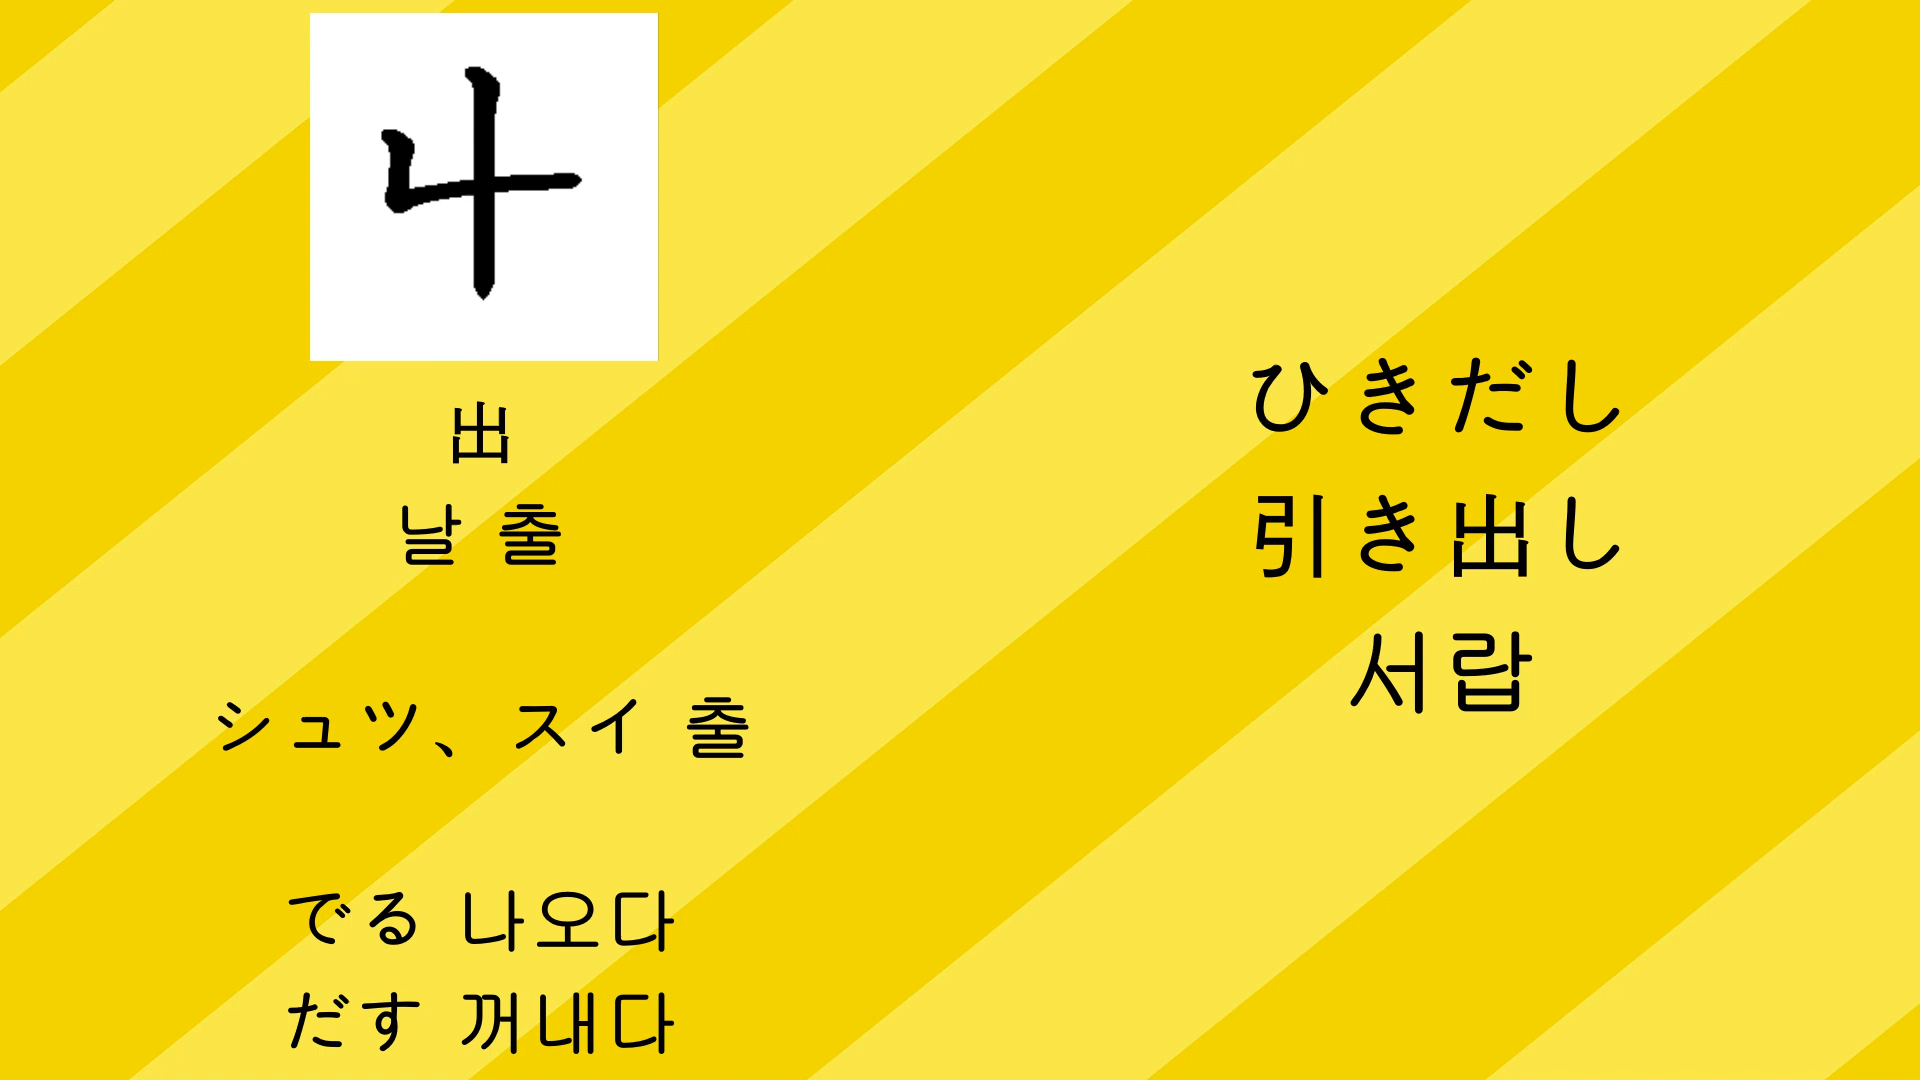 出
날 출
シュツ、スイ 출
でる 나오다
だす 꺼내다
ひきだし
引き出し
서랍